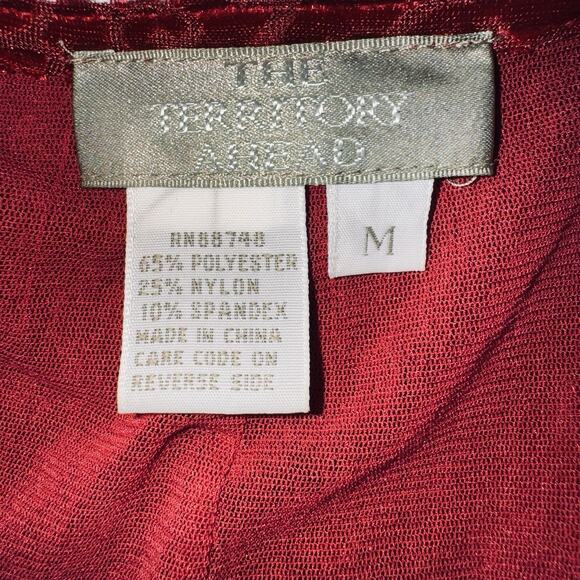 THE
TERRITORY
AHEAD
M
RN88748
65% POLYESTER
25% NYLON
10% SPANDEX
MADE IN CHINA
CARE CODE ON
REVERSE SIDE